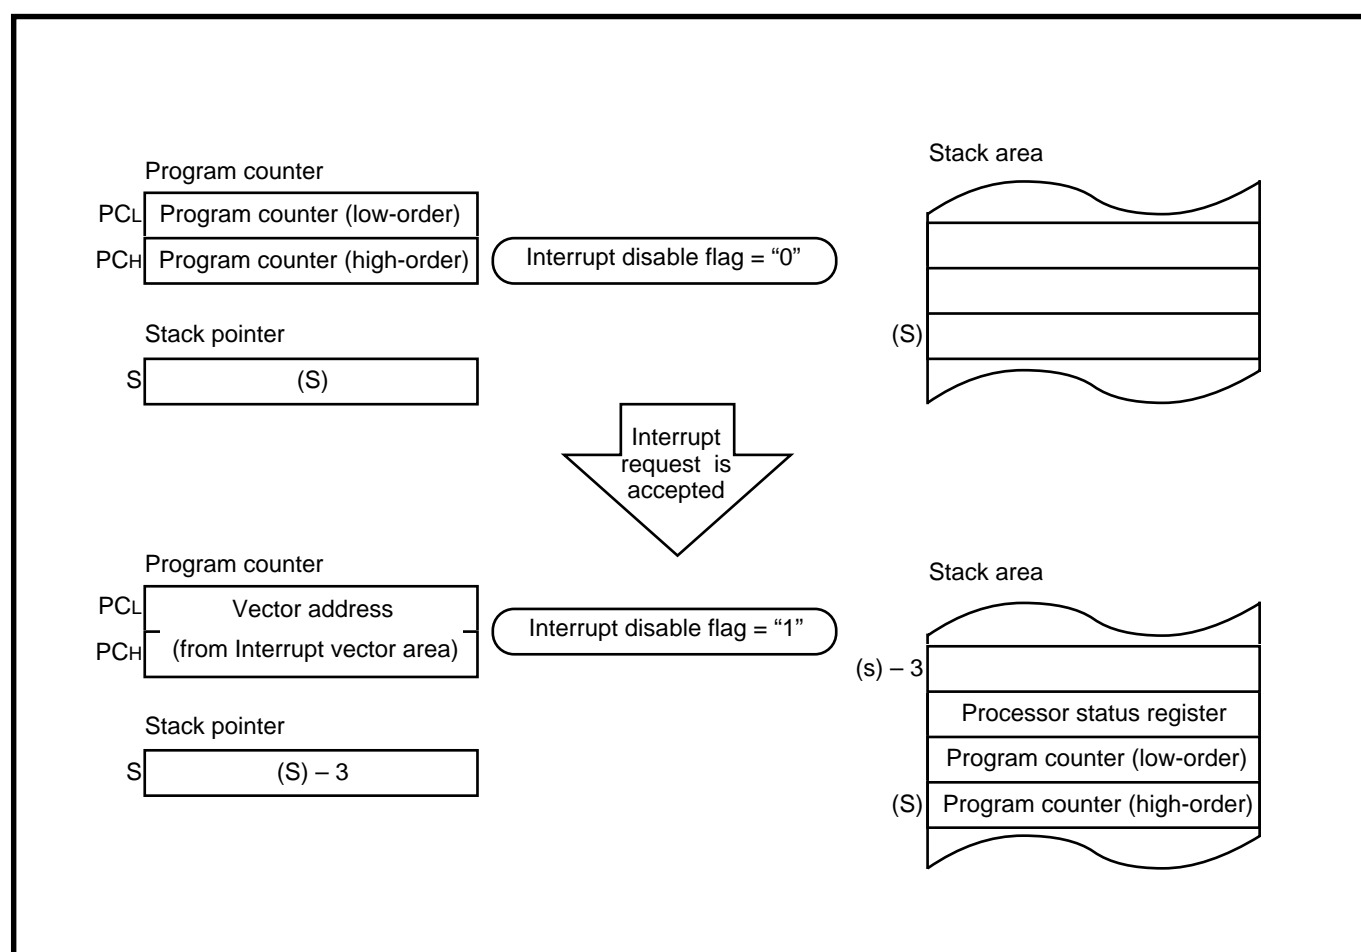 Program counter
PCL Program counter (low-order)
PCH Program counter (high-order)
Interrupt disable flag = “0”
Stack pointer
S (S)
Stack area
(S)
Interrupt
request is
accepted
Program counter
PCL Vector address
PCH (from Interrupt vector area)
Interrupt disable flag = “1”
Stack pointer
S (S) – 3
Stack area
(s) – 3
Processor status register
Program counter (low-order)
(S) Program counter (high-order)